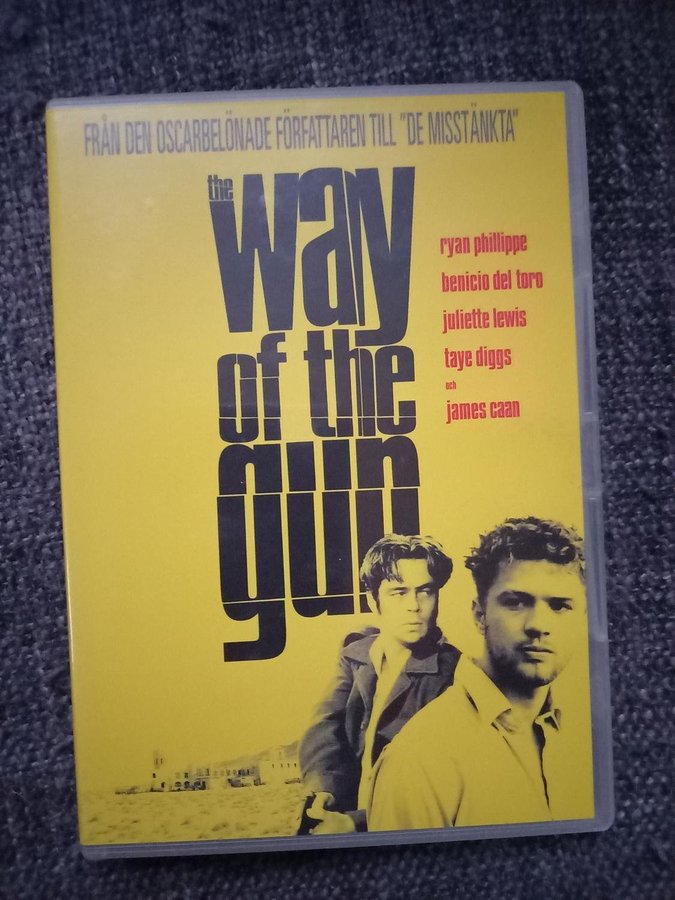 FRÅN DEN OSCARBELÖNADE FÖRFATTAREN TILL "DE MISSTÄNKTA"
the
way
of the
gun
ryan phillippe
benicio del toro
juliette lewis
taye diggs
och
james caan